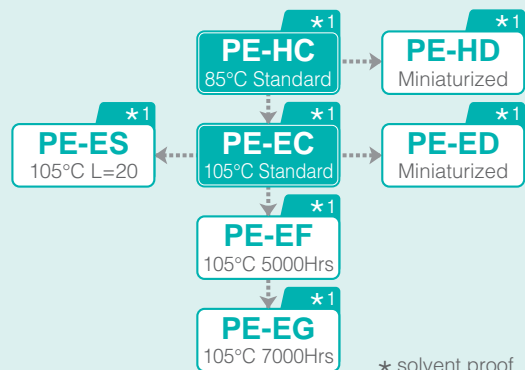 *1
PE-HC
85°C Standard
*1
PE-HD
Miniaturized
*1
PE-ES
105°C L=20
*1
PE-EC
105°C Standard
*1
PE-ED
Miniaturized
*1
PE-EF
105°C 5000Hrs
*1
PE-EG
105°C 7000Hrs
* solvent proof